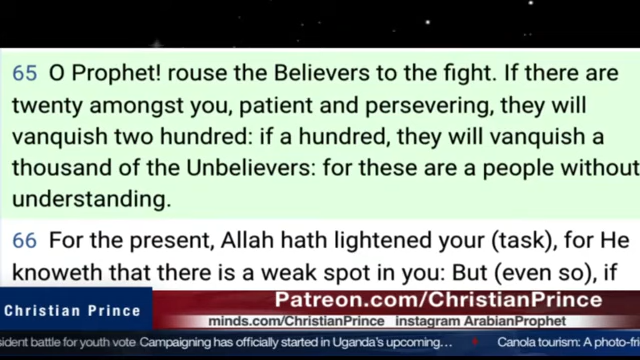 65 O Prophet! rouse the Believers to the fight. If there are
twenty amongst you, patient and persevering, they will
vanquish two hundred: if a hundred, they will vanquish a
thousand of the Unbelievers: for these are a people without
understanding.
66 For the present, Allah hath lightened your (task), for He
knoweth that there is a weak spot in you: But (even so), if
Christian Prince
Patreon.com/ChristianPrince
minds.com/ChristianPrince instagram ArabianProphet
sident battle for youth vote Campaigning has officially started in Uganda's upcoming... Canola tourism: A photo-fri